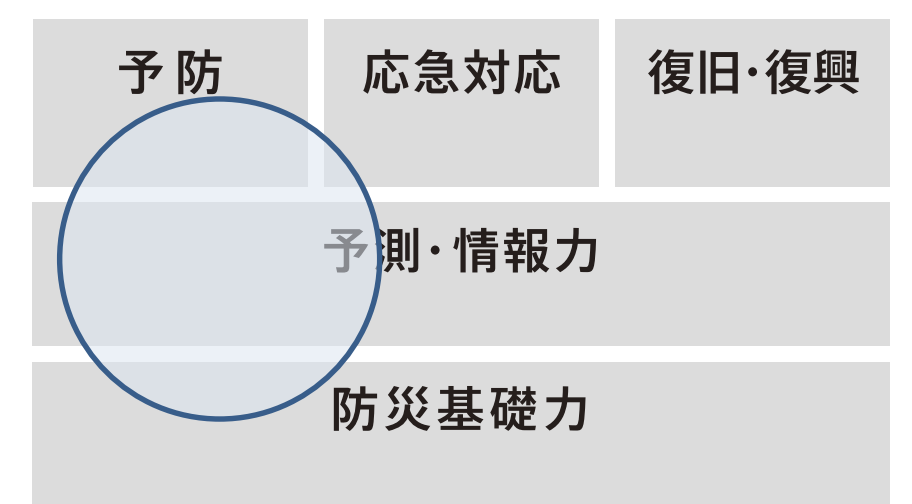 予防
応急対応
復旧・復興
予測・情報力
防災基礎力